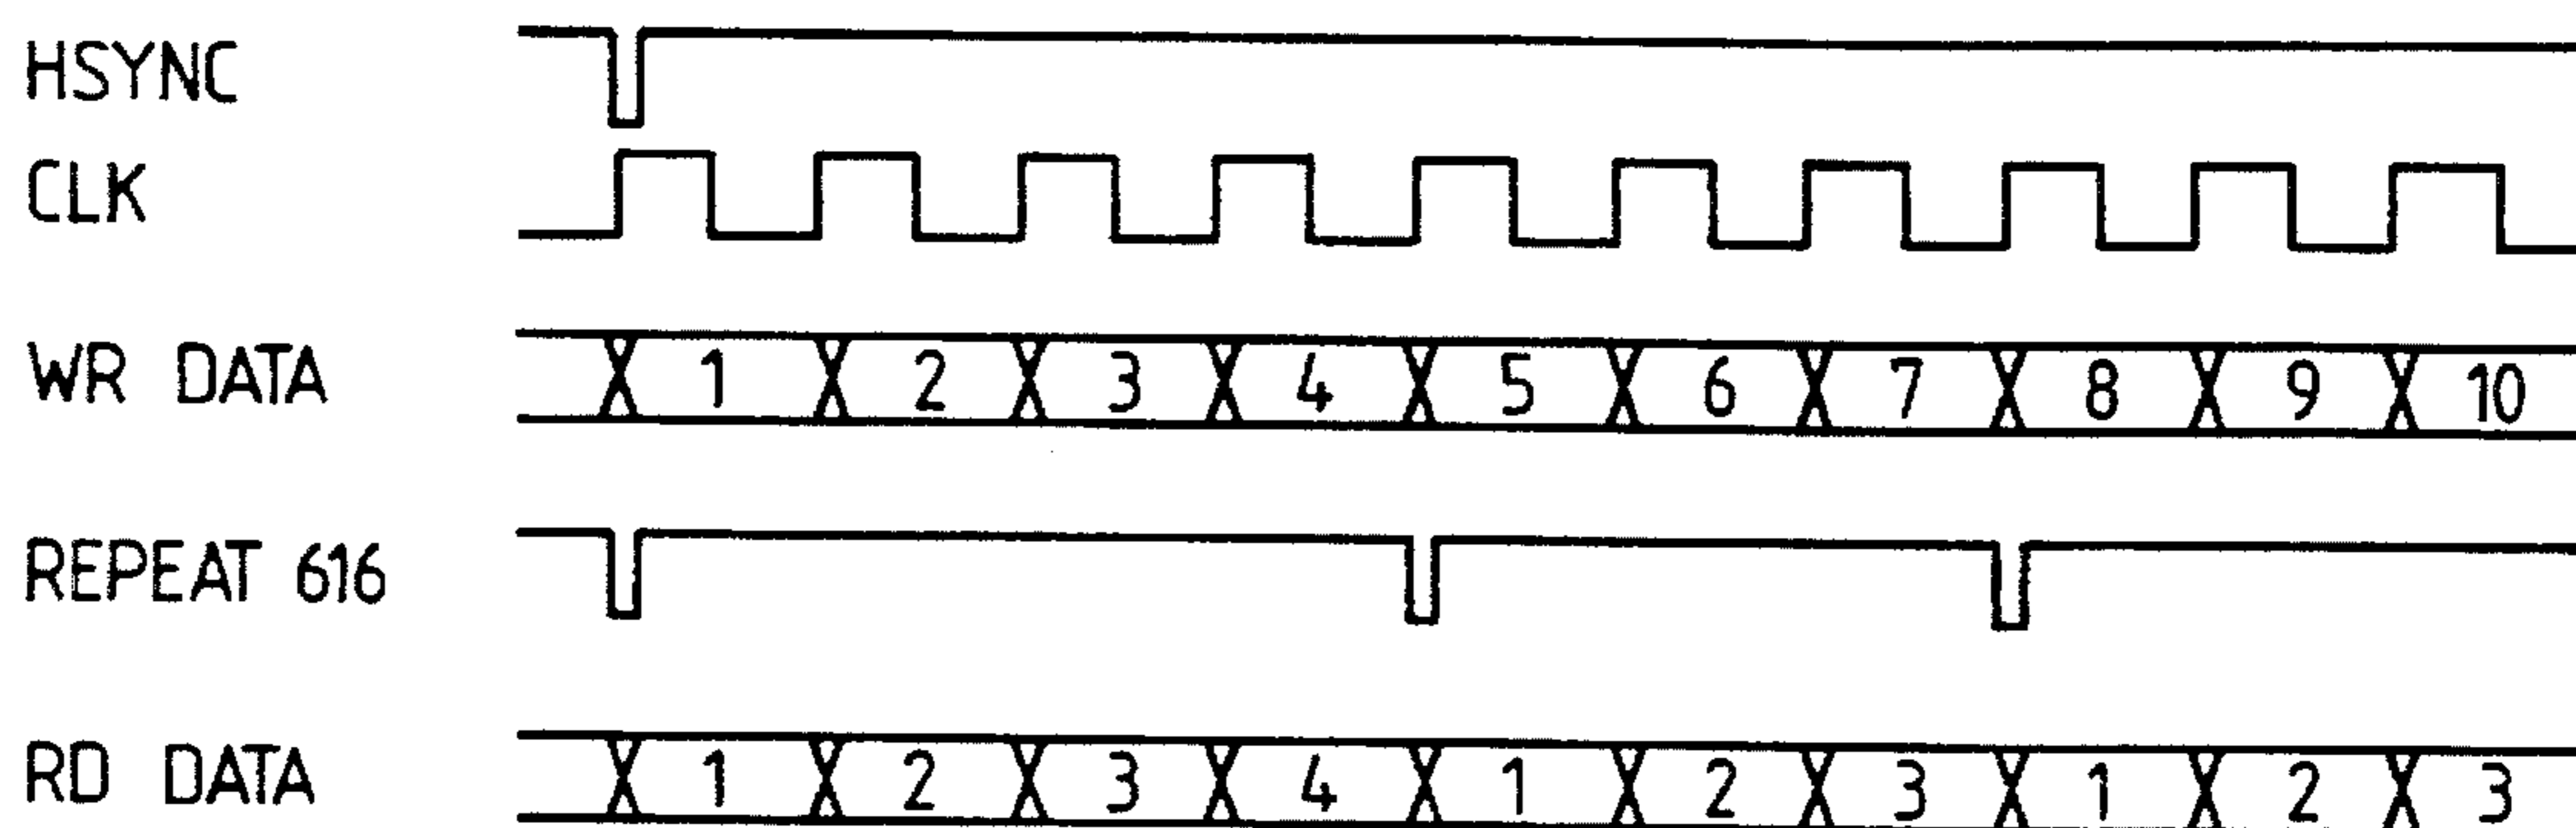 HSYNC
CLK
WR DATA 1 2 3 4 5 6 7 8 9 10
REPEAT 616
RD DATA 1 2 3 4 1 2 3 1 2 3